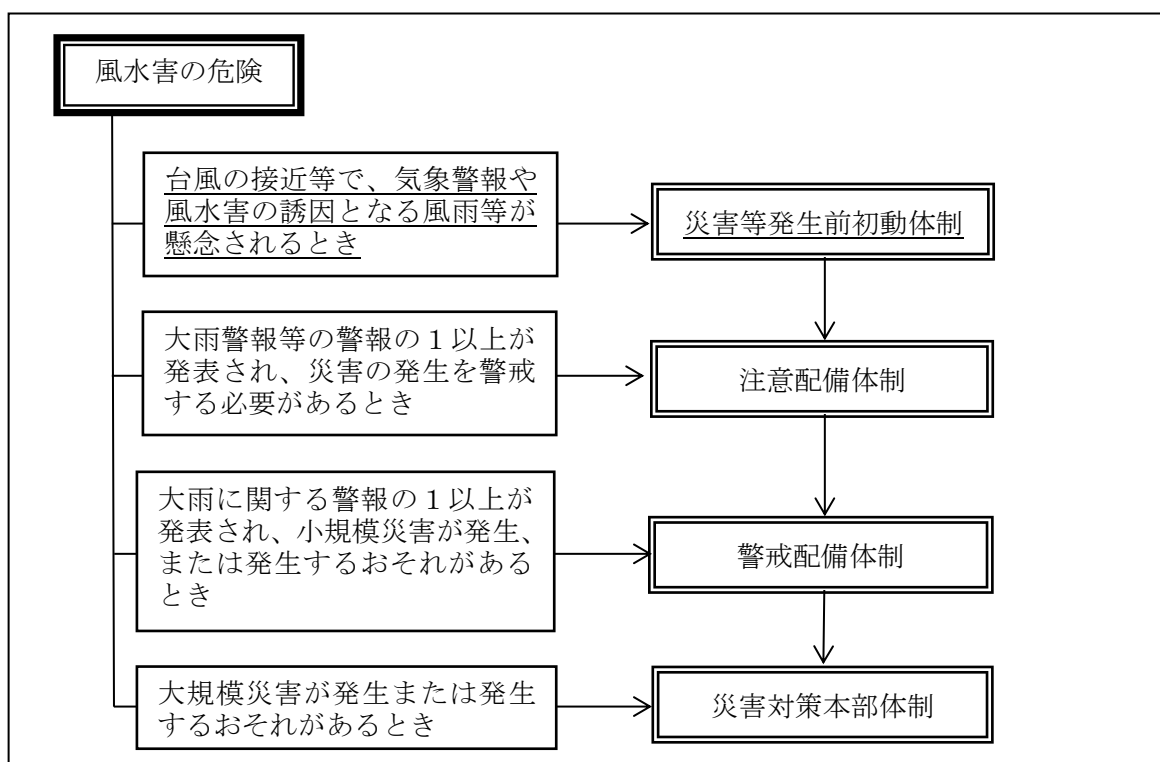 風水害の危険
台風の接近等で、気象警報や
風水害の誘因となる風雨等が
懸念されるとき
災害等発生前初動体制
大雨警報等の警報の１以上が
発表され、災害の発生を警戒
する必要があるとき
注意配備体制
大雨に関する警報の１以上が
発表され、小規模災害が発生、
または発生するおそれがある
とき
警戒配備体制
大規模災害が発生または発生
するおそれがあるとき
災害対策本部体制